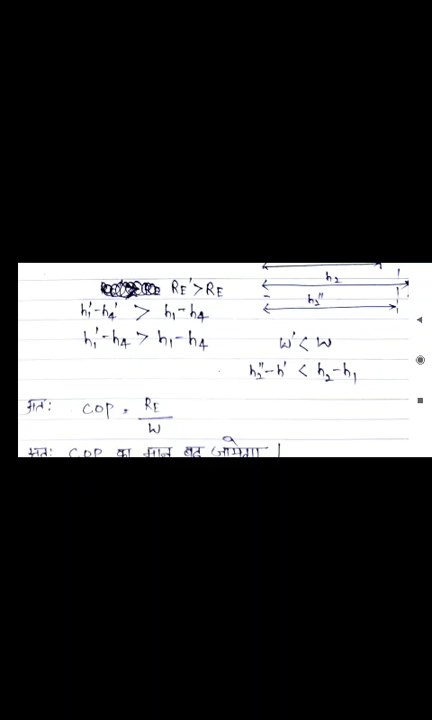 h₂
RE' > RE
h₂''
h₁'-h₄' > h₁-h₄
h₁'-h₄ > h₁-h₄
W' < W
h₂''-h' < h₂-h₁
अतः COP = RE/W
अतः COP का मान बढ़ जायेगा |